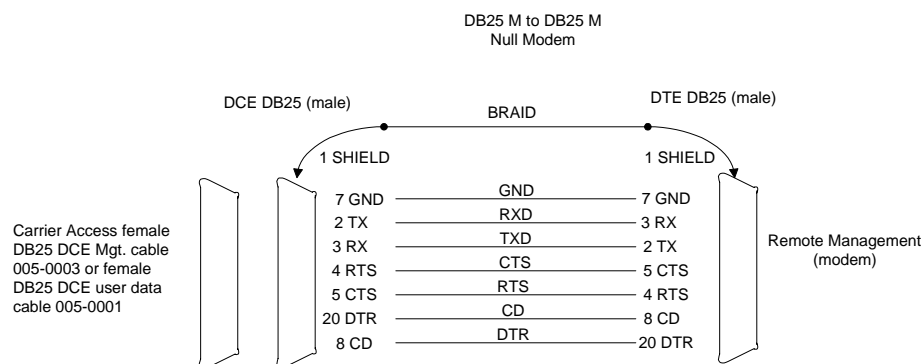 DB25 M to DB25 M
Null Modem
DCE DB25 (male)
DTE DB25 (male)
BRAID
1 SHIELD
1 SHIELD
7 GND GND 7 GND
2 TX RXD 3 RX
3 RX TXD 2 TX
4 RTS CTS 5 CTS
5 CTS RTS 4 RTS
20 DTR CD 8 CD
8 CD DTR 20 DTR
Carrier Access female
DB25 DCE Mgt. cable
005-0003 or female
DB25 DCE user data
cable 005-0001
Remote Management
(modem)